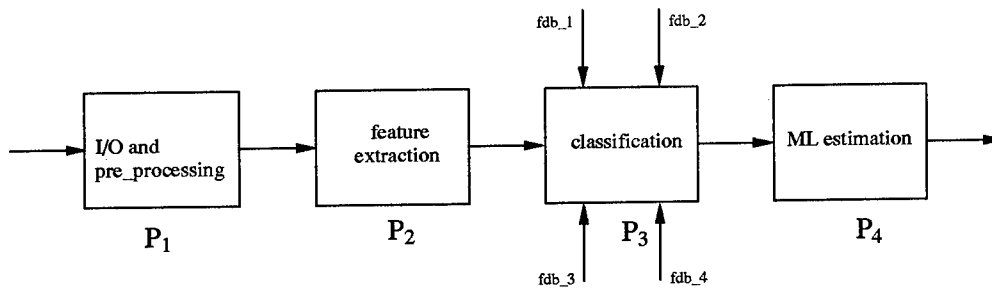 fdb_1
fdb_2
I/O and
pre_processing
feature
extraction
classification
ML estimation
P1
P2
P3
P4
fdb_3
fdb_4